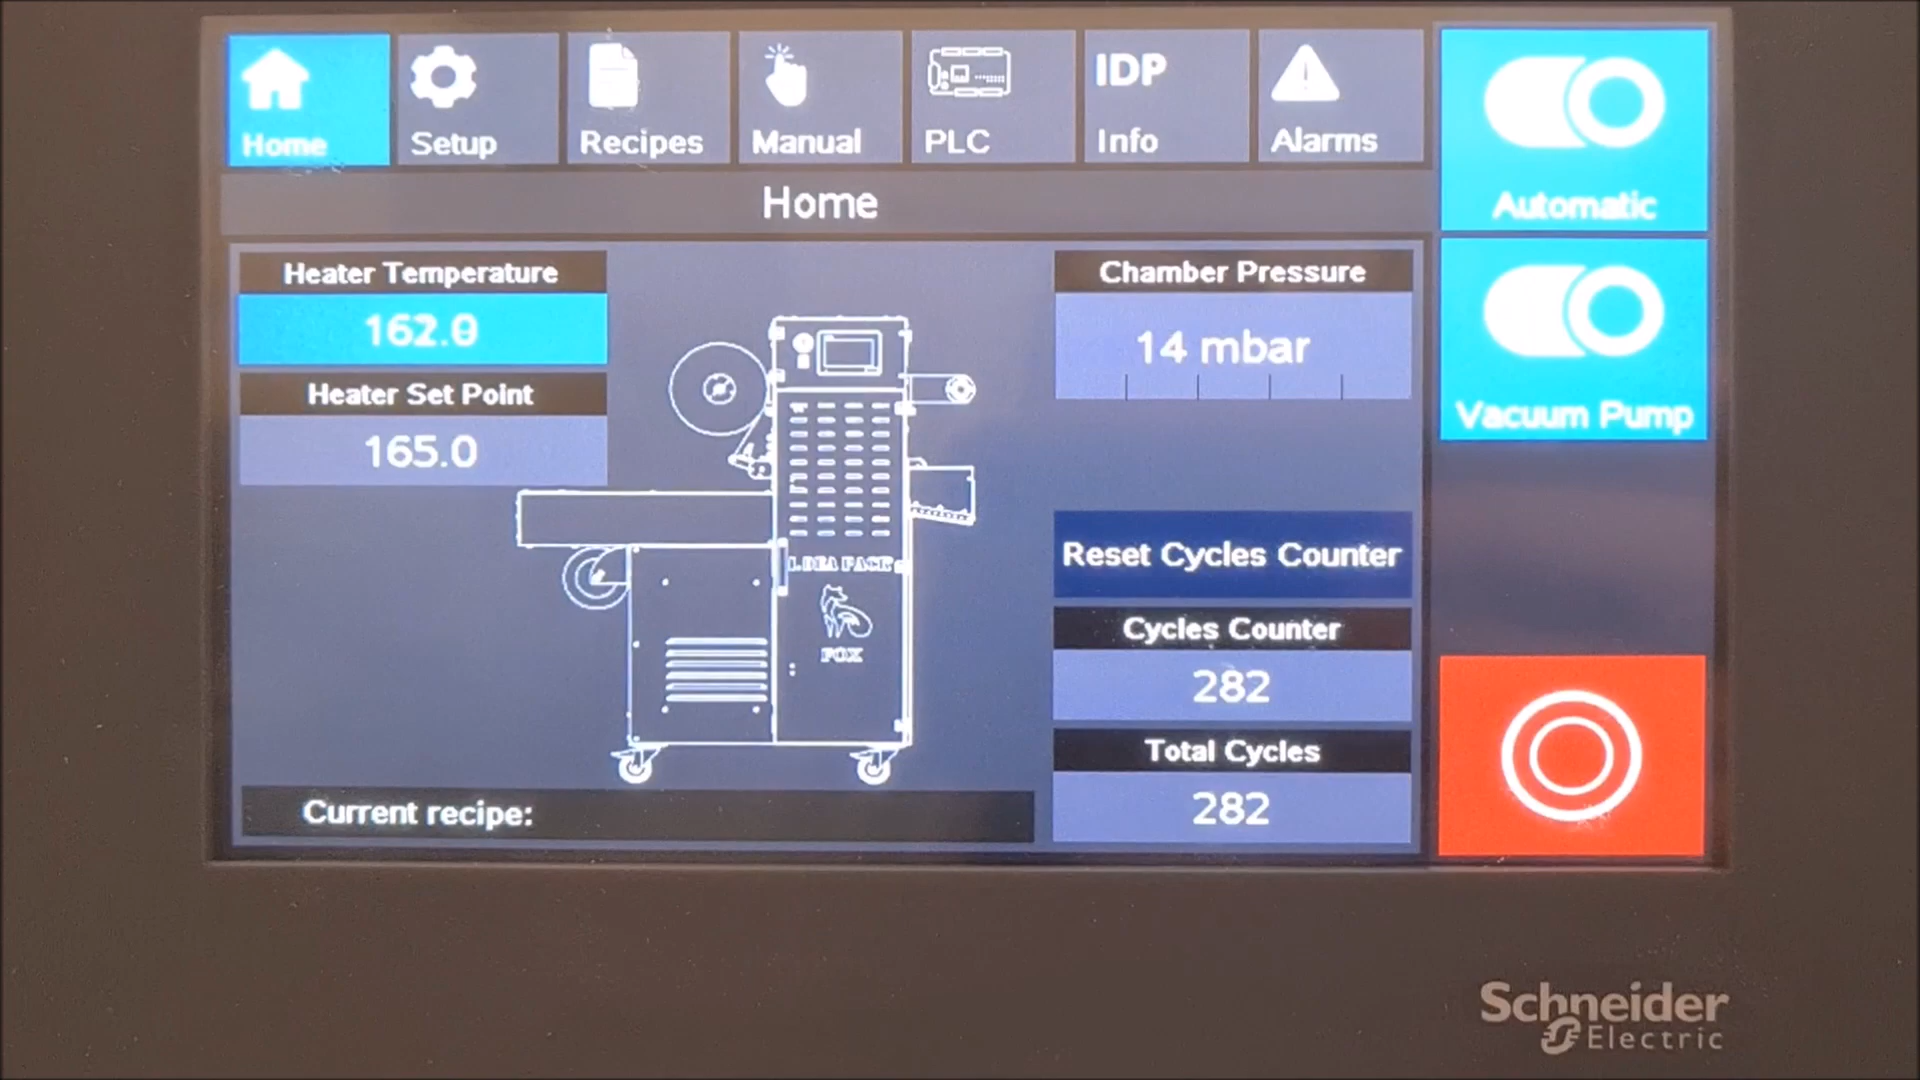 Home
Setup
Recipes
Manual
PLC
IDP
Info
Alarms
Automatic
Home
Heater Temperature
162.0
Heater Set Point
165.0
Chamber Pressure
14 mbar
Vacuum Pump
Reset Cycles Counter
Cycles Counter
282
Total Cycles
282
FOX
Current recipe:
Schneider
Electric